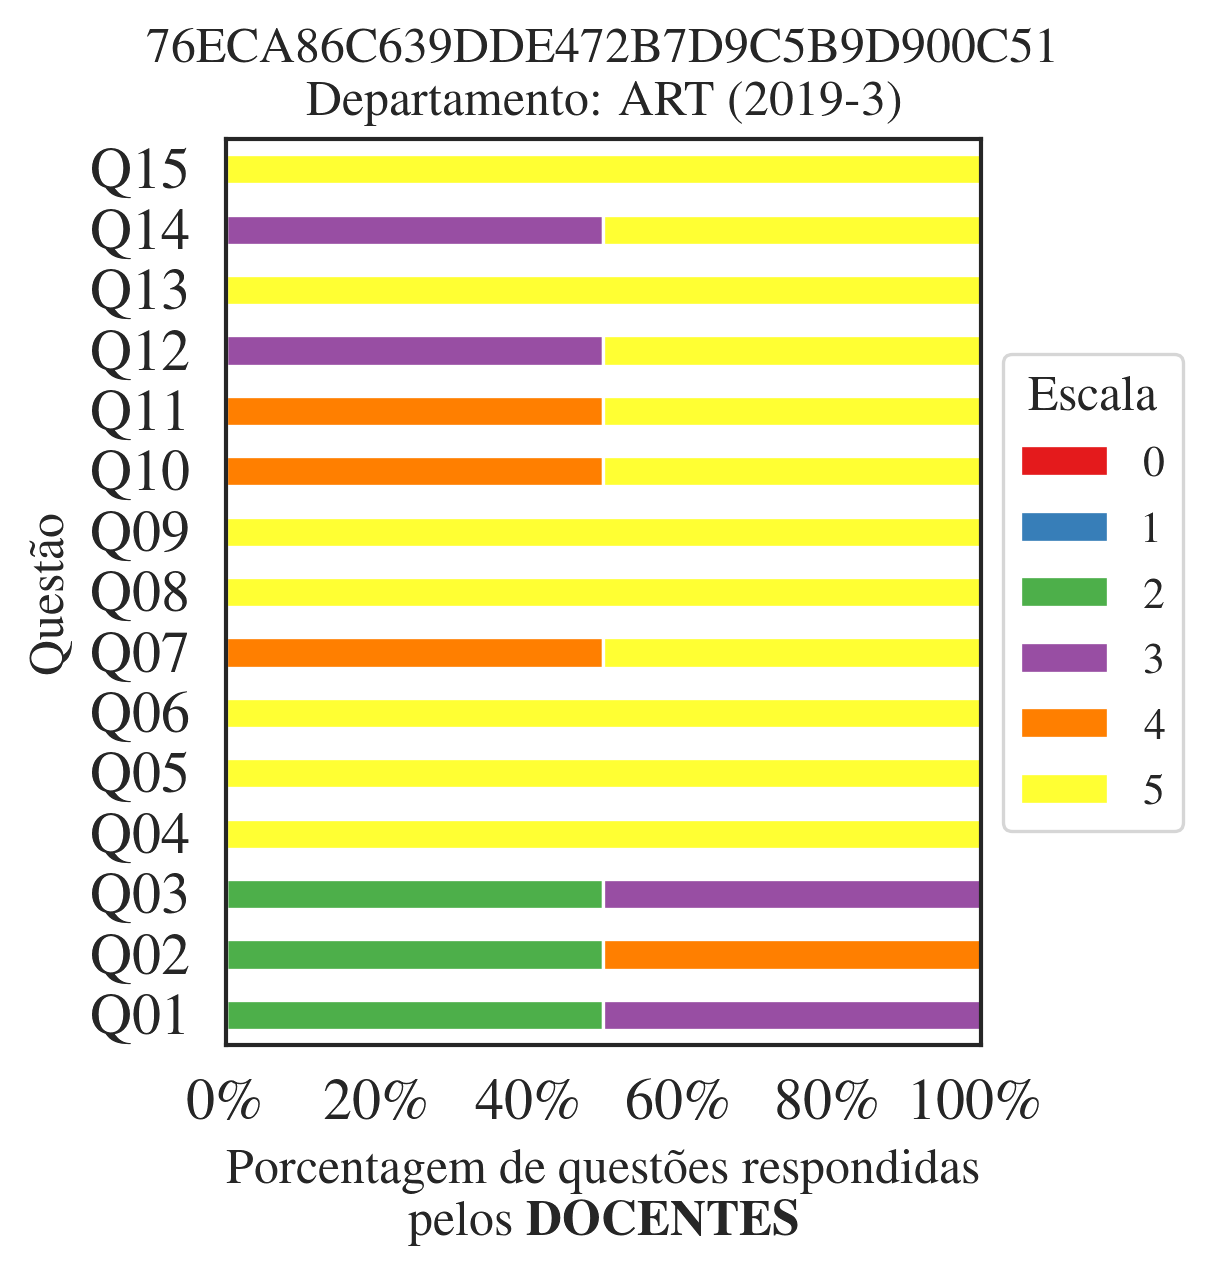 76ECA86C639DDE472B7D9C5B9D900C51
Departamento: ART (2019-3)
Questão
Q15
Q14
Q13
Q12
Q11
Q10
Q09
Q08
Q07
Q06
Q05
Q04
Q03
Q02
Q01
0% 20% 40% 60% 80% 100%
Porcentagem de questões respondidas
pelos DOCENTES
Escala
0
1
2
3
4
5